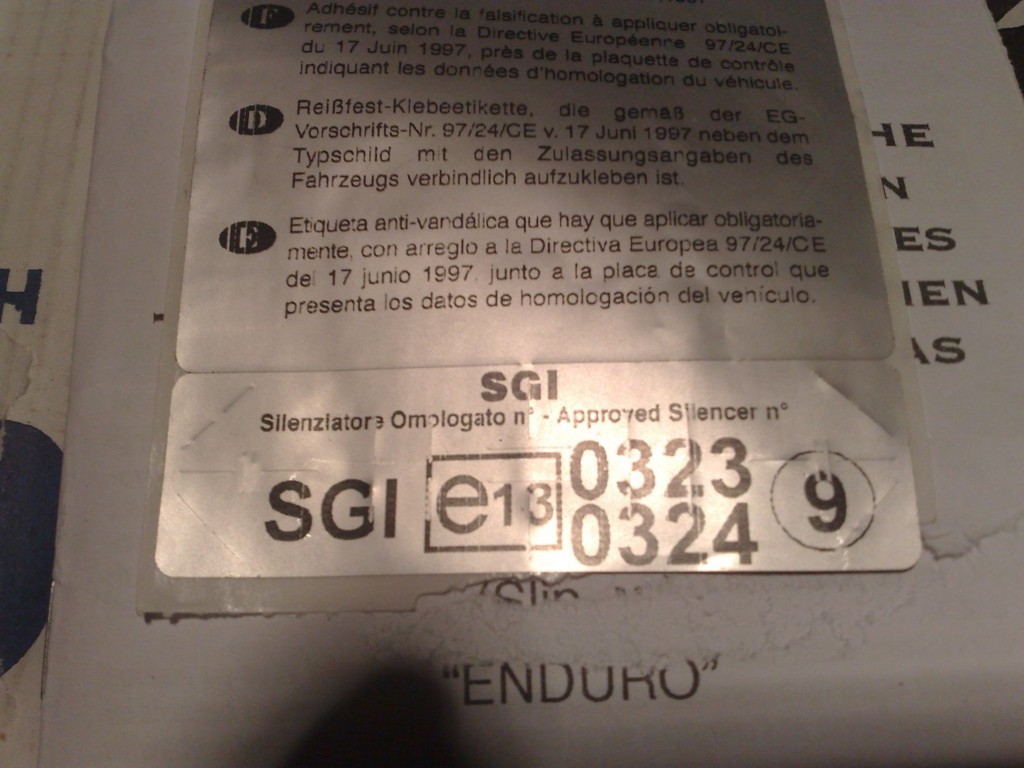 F Adhésif contre la falsification à appliquer obligatoi-
rement, selon la Directive Européenne 97/24/CE
du 17 Juin 1997, près de la plaquette de contrôle
indiquant les données d'homologation du véhicule.
D Reißfest-Klebeetikette, die gemaß der EG-
Vorschrifts-Nr. 97/24/CE v. 17 Juni 1997 neben dem
Typschild mit den Zulassungsangaben des
Fahrzeugs verbindlich aufzukleben ist.
E Etiqueta anti-vandálica que hay que aplicar obligatoria-
mente, con arreglo a la Directiva Europea 97/24/CE
del 17 junio 1997, junto a la placa de control que
presenta los datos de homologación del vehículo.
HE
N
ES
IEN
AS
H
SGI
Silenziatore Omologato n° - Approved Silencer n°
SGI e13 0323 9
0324
(Slip
"ENDURO"